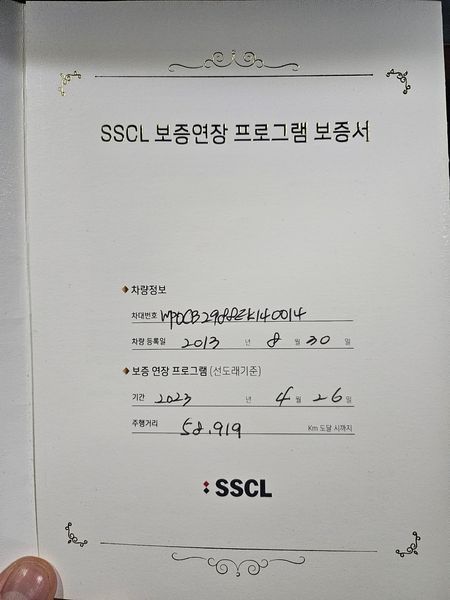 SSCL 보증연장 프로그램 보증서
차량정보
차대번호 WP0CB2988EK140014
차량 등록일 2013 년 8 월 30 일
보증 연장 프로그램 (선도래기준)
기간 2023 년 4 월 26 일
주행거리 58,919 Km 도달 시까지
SSCL